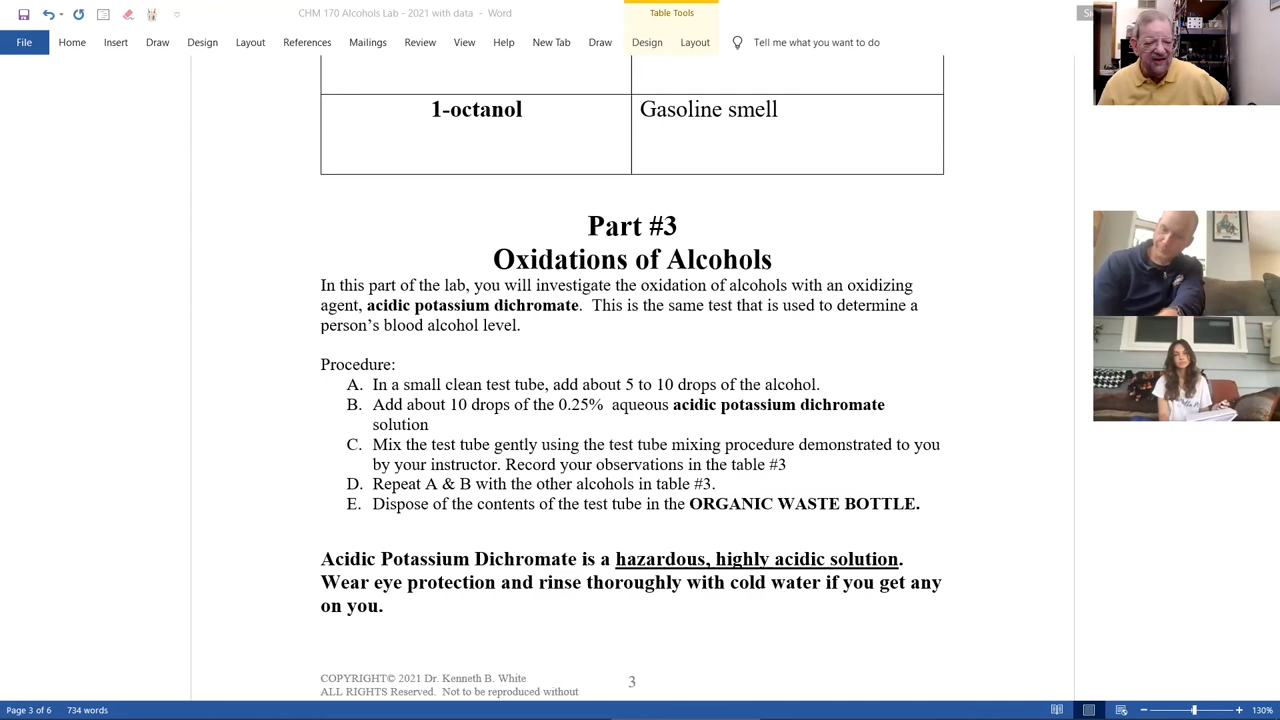 CHM 170 Alcohols Lab - 2021 with data - Word
Table Tools
File Home Insert Draw Design Layout References Mailings Review View Help New Tab Draw Design Layout Tell me what you want to do
1-octanol Gasoline smell
Part #3
Oxidations of Alcohols
In this part of the lab, you will investigate the oxidation of alcohols with an oxidizing
agent, acidic potassium dichromate. This is the same test that is used to determine a
person’s blood alcohol level.
Procedure:
A. In a small clean test tube, add about 5 to 10 drops of the alcohol.
B. Add about 10 drops of the 0.25% aqueous acidic potassium dichromate
solution
C. Mix the test tube gently using the test tube mixing procedure demonstrated to you
by your instructor. Record your observations in the table #3
D. Repeat A & B with the other alcohols in table #3.
E. Dispose of the contents of the test tube in the ORGANIC WASTE BOTTLE.
Acidic Potassium Dichromate is a hazardous, highly acidic solution.
Wear eye protection and rinse thoroughly with cold water if you get any
on you.
COPYRIGHT© 2021 Dr. Kenneth B. White
ALL RIGHTS Reserved. Not to be reproduced without
3
Page 3 of 6 734 words 130%